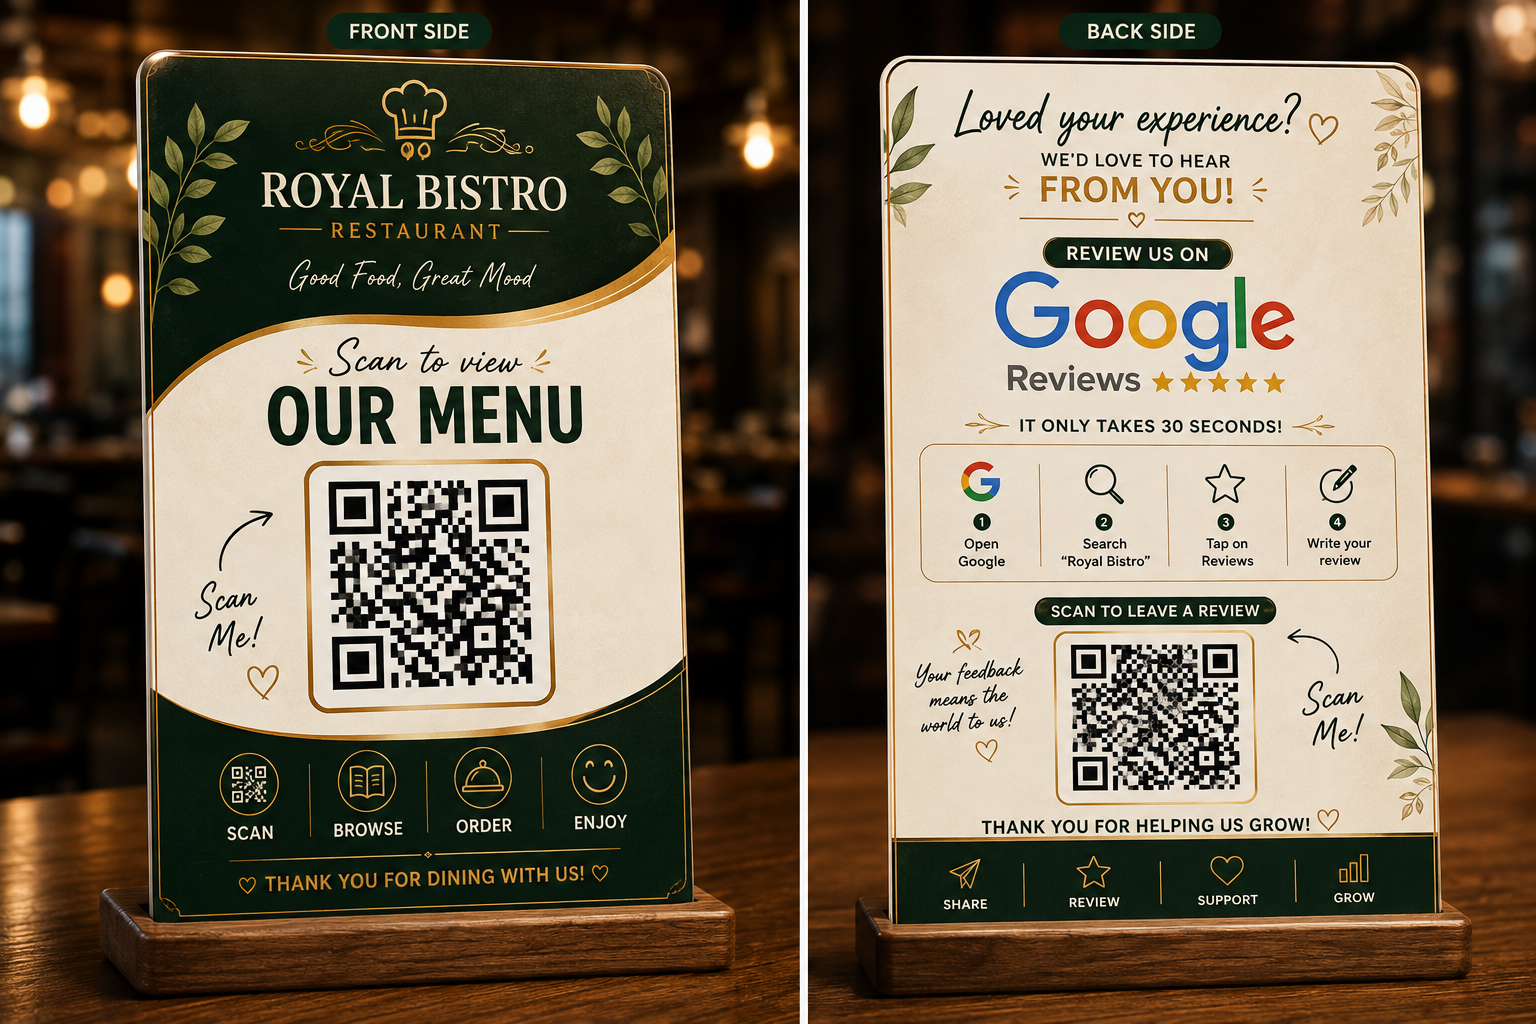 FRONT SIDE
ROYAL BISTRO
RESTAURANT
Good Food, Great Mood
Scan to view
OUR MENU
Scan
Me!
SCAN
BROWSE
ORDER
ENJOY
THANK YOU FOR DINING WITH US!
BACK SIDE
Loved your experience?
WE'D LOVE TO HEAR
FROM YOU!
REVIEW US ON
Google
Reviews
IT ONLY TAKES 30 SECONDS!
G
1
Open
Google
2
Search
“Royal Bistro”
3
Tap on
Reviews
4
Write your
review
SCAN TO LEAVE A REVIEW
Your feedback
means the
world to us!
Scan
Me!
THANK YOU FOR HELPING US GROW!
SHARE
REVIEW
SUPPORT
GROW